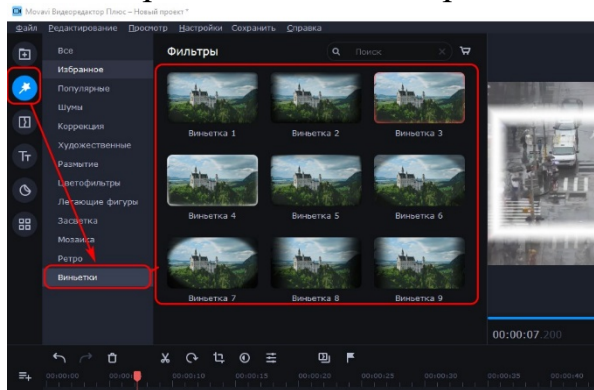 Movavi Видеоредактор Плюс – Новый проект *
Файл Редактирование Просмотр Настройки Сохранить Справка
Все
Фильтры
Поиск
Избранное
Популярные
Шумы
Коррекция
Художественные
Размытие
Цветофильтры
Летающие фигуры
Засветка
Мозаика
Ретро
Виньетки
Виньетка 1
Виньетка 2
Виньетка 3
Виньетка 4
Виньетка 5
Виньетка 6
Виньетка 7
Виньетка 8
Виньетка 9
00:00:07.200
00:00:00 00:00: 00:00:10 00:00:15 00:00:20 00:00:25 00:00:30 00:00:35 00:00:40